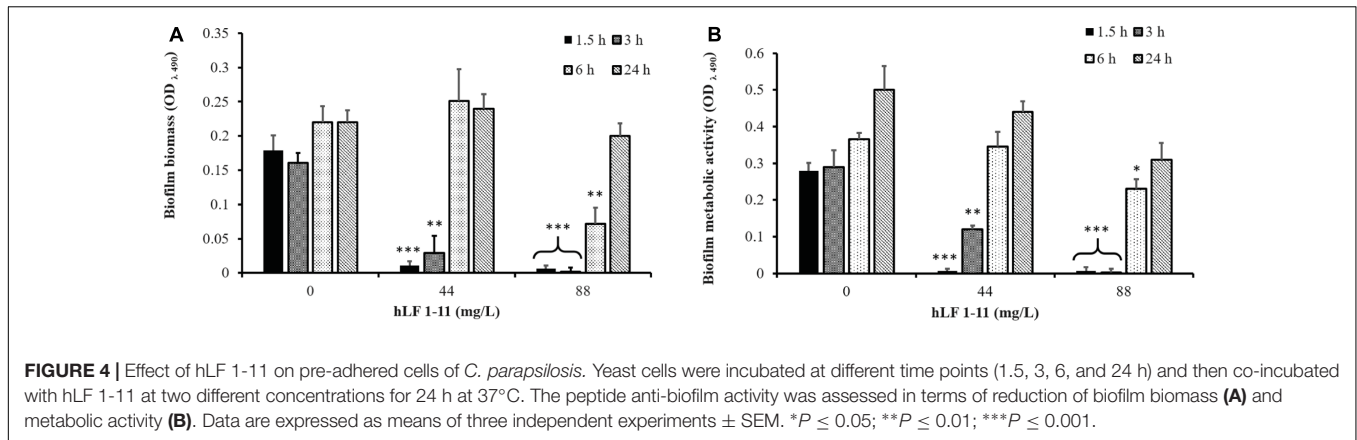 A
Biofilm biomass (OD λ 490)
0.35
0.3
0.25
0.2
0.15
0.1
0.05
0
1.5 h 3 h
6 h 24 h
***
**
***
**
0 44 88
hLF 1-11 (mg/L)
B
Biofilm metabolic activity (OD λ 490)
0.6
0.5
0.4
0.3
0.2
0.1
0
1.5 h 3 h
6 h 24 h
***
**
***
*
0 44 88
hLF 1-11 (mg/L)
FIGURE 4 | Effect of hLF 1-11 on pre-adhered cells of C. parapsilosis. Yeast cells were incubated at different time points (1.5, 3, 6, and 24 h) and then co-incubated
with hLF 1-11 at two different concentrations for 24 h at 37°C. The peptide anti-biofilm activity was assessed in terms of reduction of biofilm biomass (A) and
metabolic activity (B). Data are expressed as means of three independent experiments ± SEM. *P ≤ 0.05; **P ≤ 0.01; ***P ≤ 0.001.